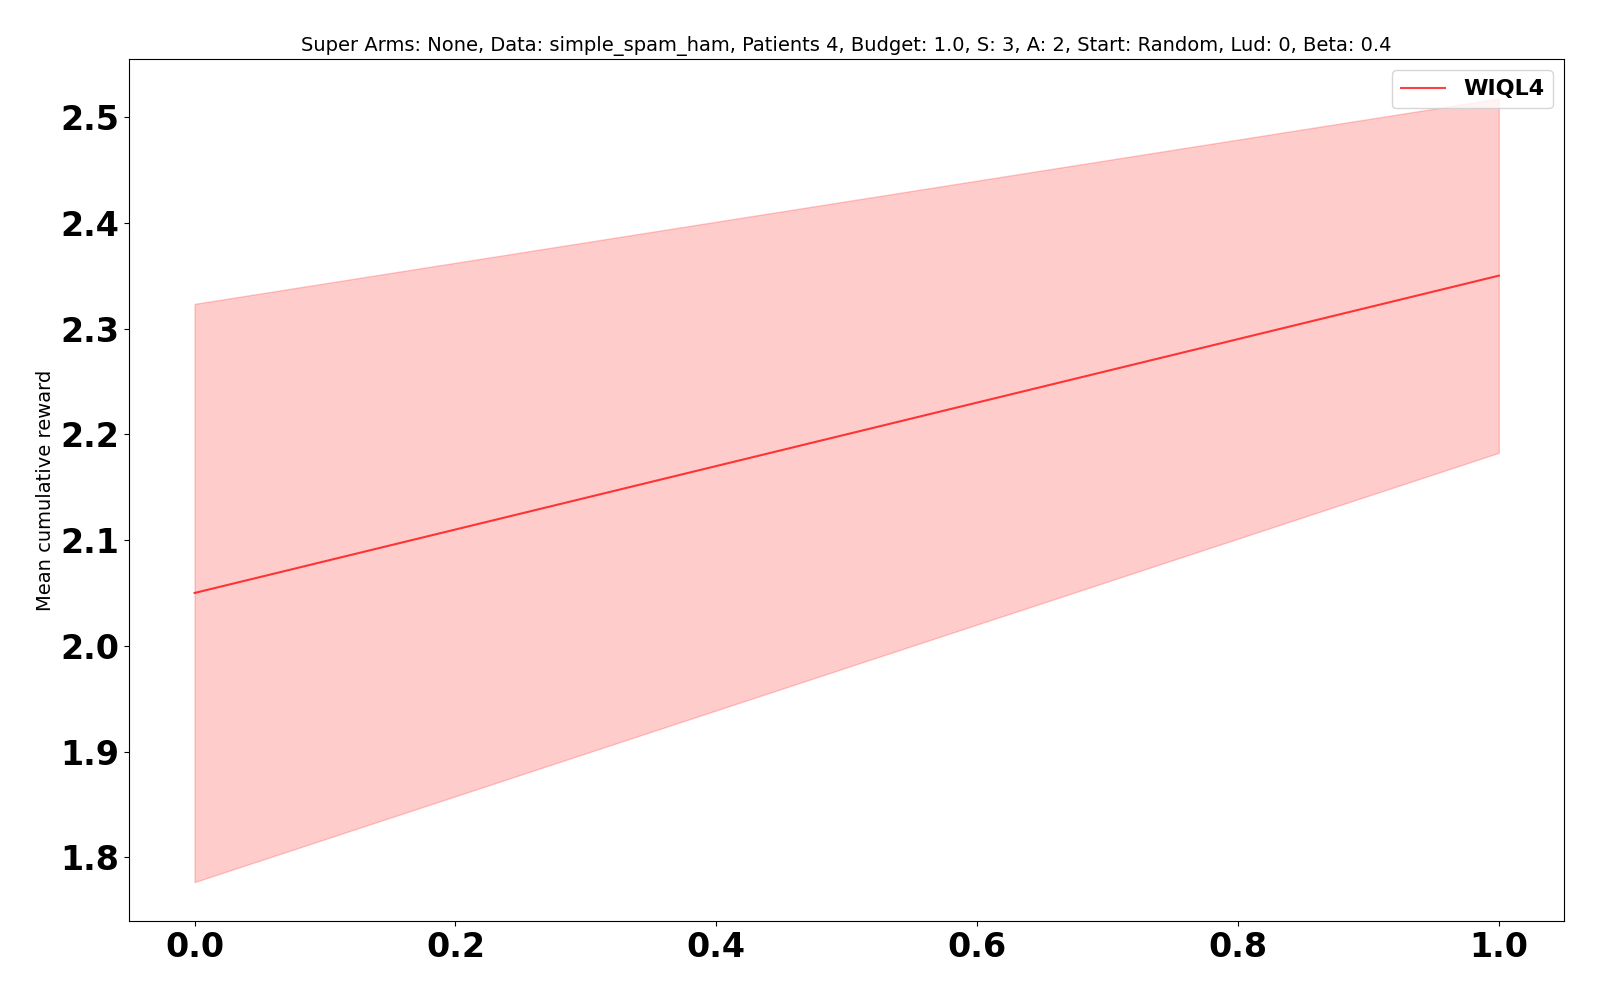 Super Arms: None, Data: simple_spam_ham, Patients 4, Budget: 1.0, S: 3, A: 2, Start: Random, Lud: 0, Beta: 0.4
WIQL4
Mean cumulative reward
2.5
2.4
2.3
2.2
2.1
2.0
1.9
1.8
0.0 0.2 0.4 0.6 0.8 1.0